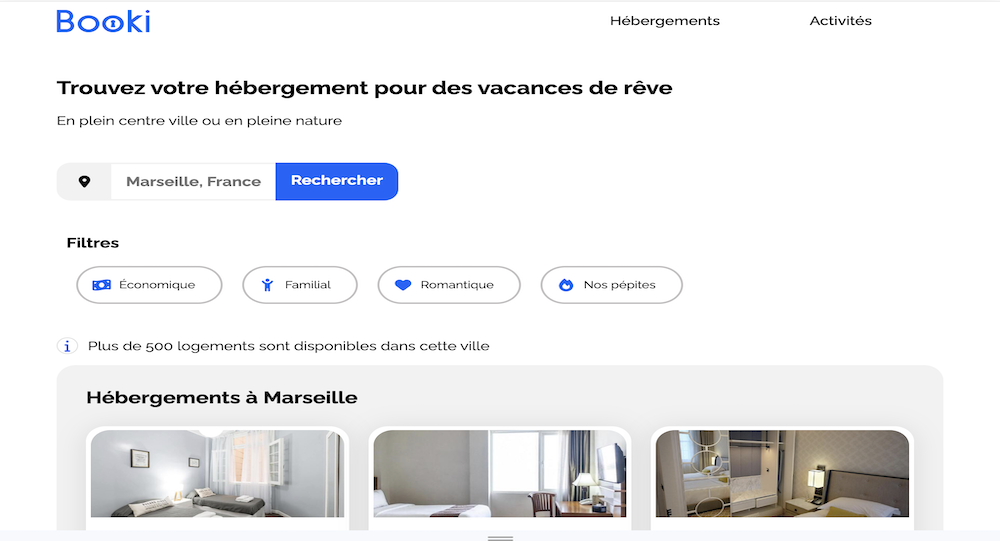 Booki
Hébergements
Activités
Trouvez votre hébergement pour des vacances de rêve
En plein centre ville ou en pleine nature
Marseille, France
Rechercher
Filtres
Économique
Familial
Romantique
Nos pépites
Plus de 500 logements sont disponibles dans cette ville
Hébergements à Marseille